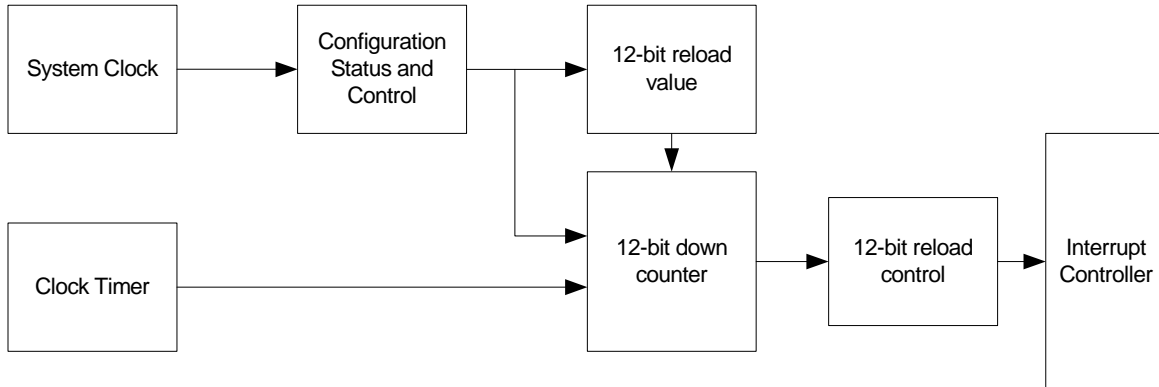 System Clock
Configuration
Status and
Control
12-bit reload
value
Clock Timer
12-bit down
counter
12-bit reload
control
Interrupt
Controller